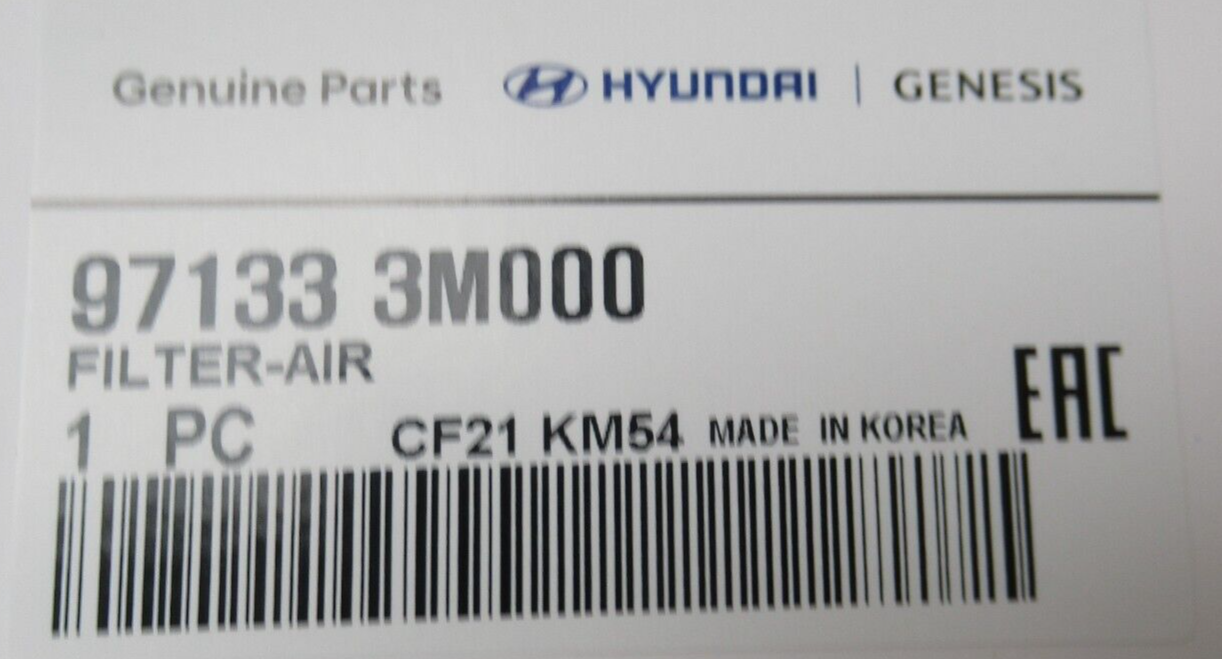 Genuine Parts HYUNDAI | GENESIS
97133 3M000
FILTER-AIR
EAC
1 PC CF21 KM54 MADE IN KOREA